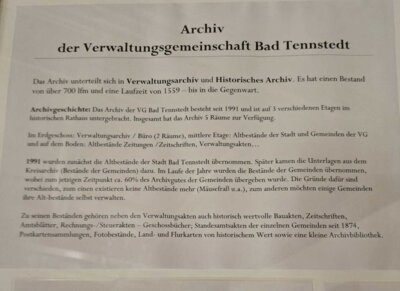 Archiv
der Verwaltungsgemeinschaft Bad Tennstedt
Das Archiv unterteilt sich in Verwaltungsarchiv und Historisches Archiv. Es hat einen Bestand
von über 700 lfm und eine Laufzeit von 1559 – bis in die Gegenwart.
Archivgeschichte: Das Archiv der VG Bad Tennstedt besteht seit 1991 und ist auf 3 verschiedenen Etagen im
historischen Rathaus untergebracht. Insgesamt hat das Archiv 5 Räume zur Verfügung.
Im Erdgeschoss: Verwaltungsarchiv / Büro (2 Räume), mittlere Etage: Altbestände der Stadt und Gemeinden der VG
und auf dem Boden: Altbestände Zeitungen /Zeitschriften, Verwaltungsakten…
1991 wurden zunächst die Altbestände der Stadt Bad Tennstedt übernommen. Später kamen die Unterlagen aus dem
Kreisarchiv (Bestände der Gemeinden) dazu. Im Laufe der Jahre wurden die Bestände der Gemeinden übernommen,
wobei zum jetzigen Zeitpunkt ca. 60% des Archivgutes der Gemeinden übergeben wurde. Die Gründe dafür sind
verschieden, zum einen existieren keine Altbestände mehr (Mäusefraß u.a.), zum anderen möchten einige Gemeinden
ihre Alt-bestände selbst verwalten.
Zu seinen Beständen gehören neben den Verwaltungsakten auch historisch wertvolle Bauakten, Zeitschriften,
Amtsblätter, Rechnungs-/Steuerakten – Geschossbücher, Standesamtsakten der einzelnen Gemeinden seit 1874,
Postkartensammlungen, Fotobestände, Land- und Flurkarten von historischem Wert sowie eine kleine Archivbibliothek.